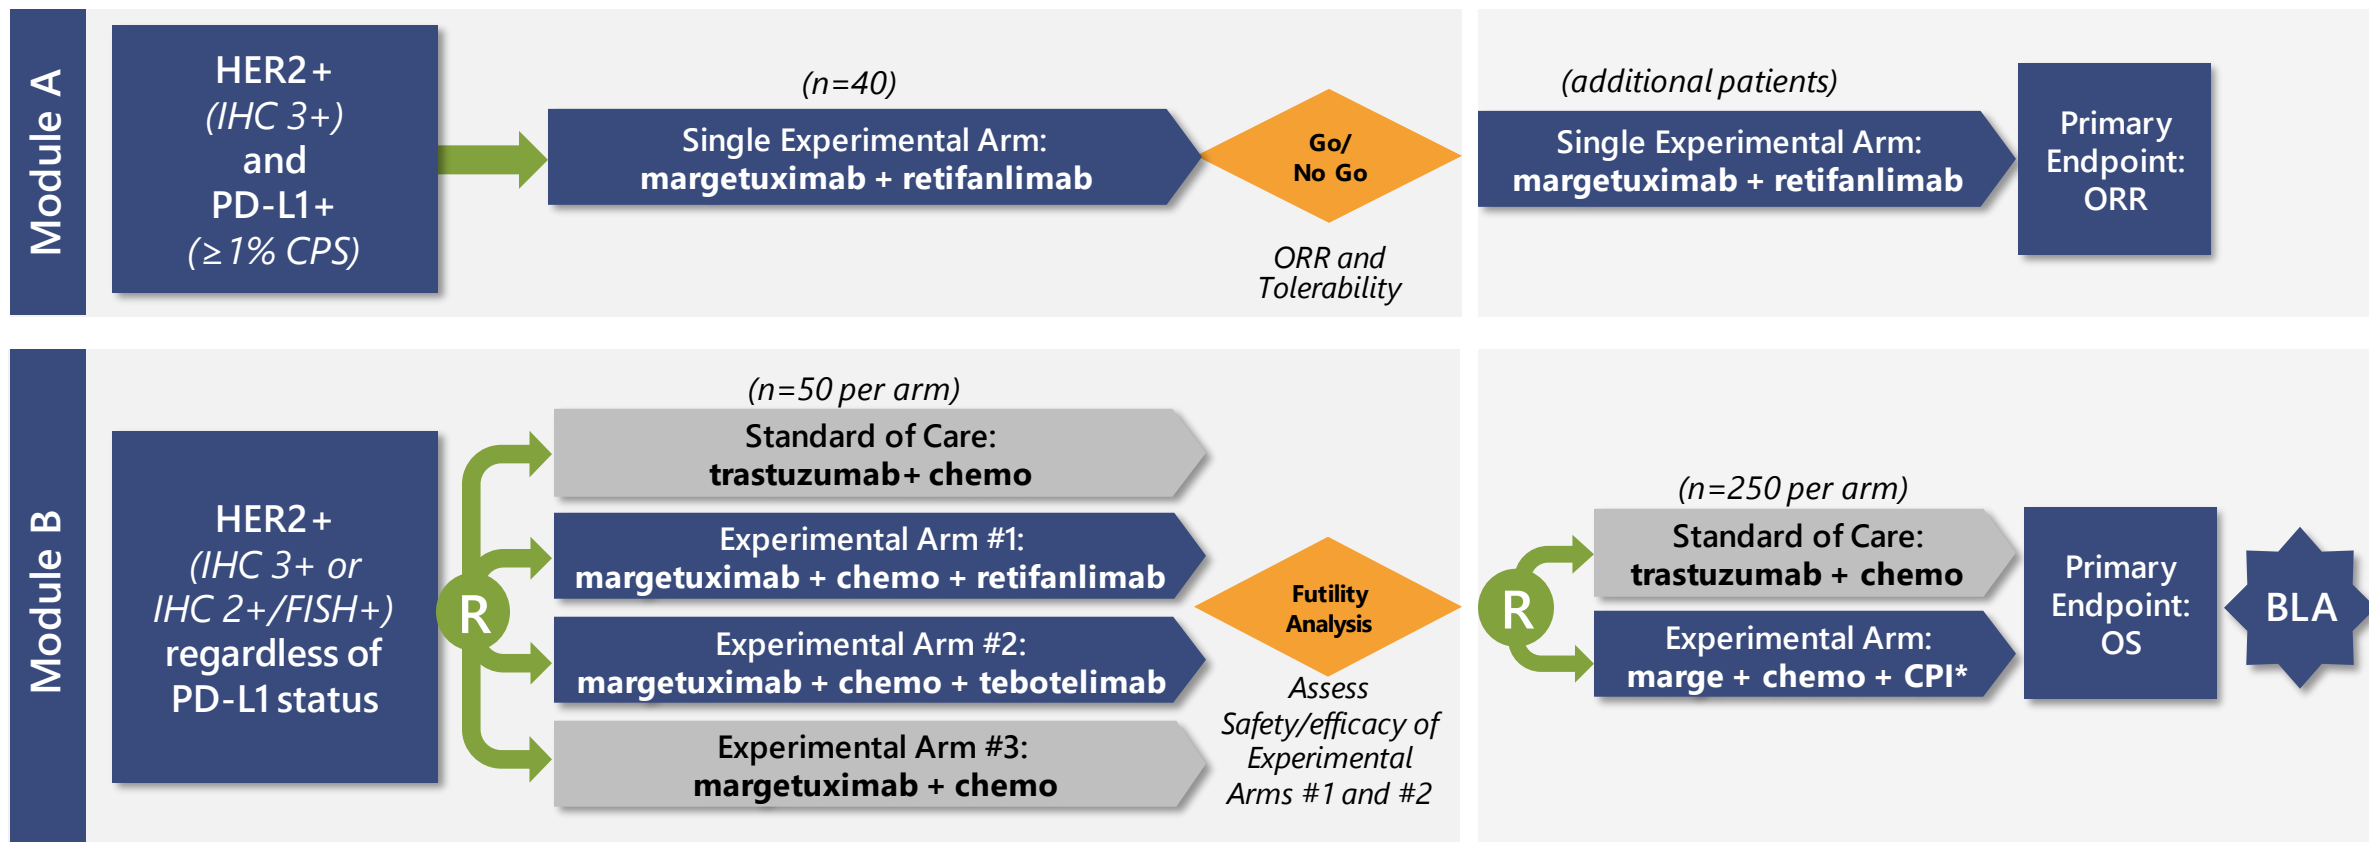 Module A
HER2+
(IHC 3+)
and
PD-L1+
(≥1% CPS)
(n=40)
Single Experimental Arm:
margetuximab + retifanlimab
Go/
No Go
ORR and
Tolerability
(additional patients)
Single Experimental Arm:
margetuximab + retifanlimab
Primary
Endpoint:
ORR
Module B
HER2+
(IHC 3+ or
IHC 2+/FISH+)
regardless of
PD-L1 status
R
(n=50 per arm)
Standard of Care:
trastuzumab+ chemo
Experimental Arm #1:
margetuximab + chemo + retifanlimab
Experimental Arm #2:
margetuximab + chemo + tebotelimab
Experimental Arm #3:
margetuximab + chemo
Futility
Analysis
Assess
Safety/efficacy of
Experimental
Arms #1 and #2
R
(n=250 per arm)
Standard of Care:
trastuzumab + chemo
Experimental Arm:
marge + chemo + CPI*
Primary
Endpoint:
OS
BLA